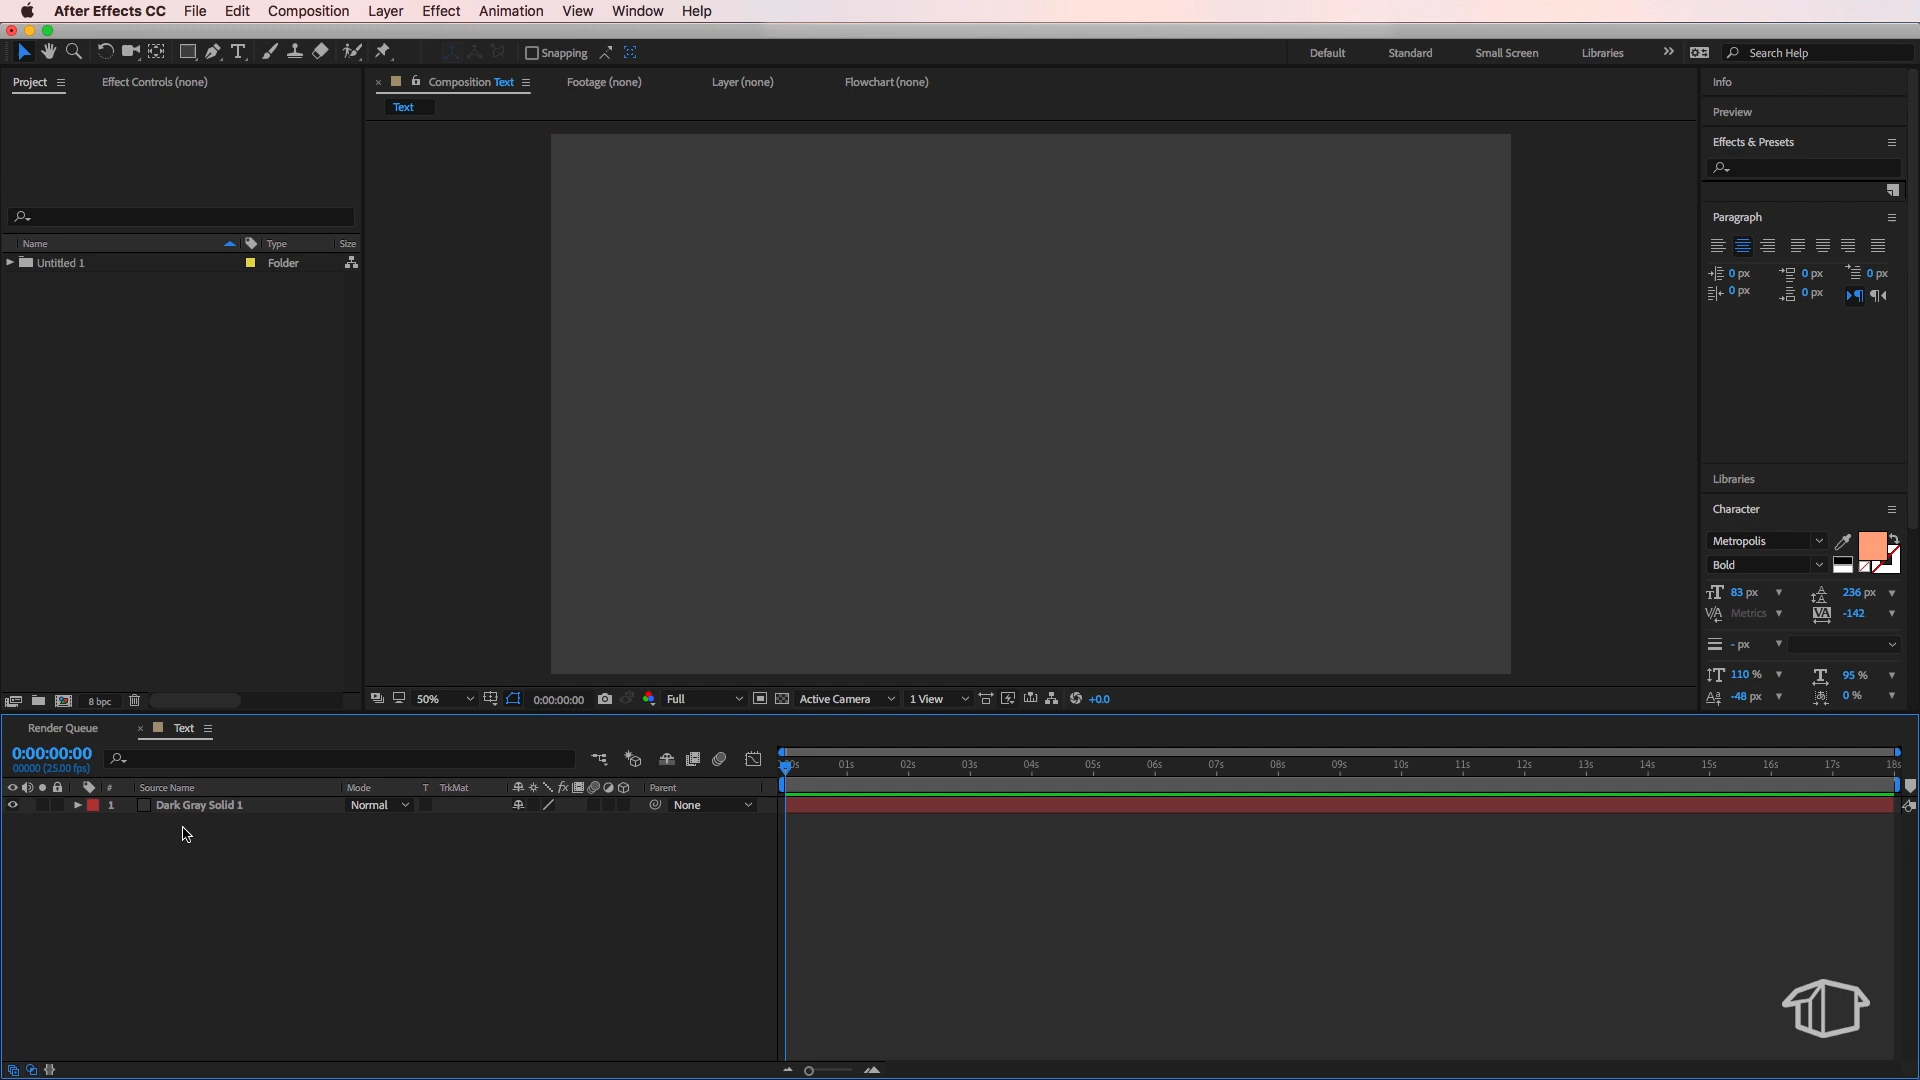 After Effects CC File Edit Composition Layer Effect Animation View Window Help
Snapping Default Standard Small Screen Libraries Search Help
Project Effect Controls (none) Composition Text Footage (none) Layer (none) Flowchart (none) Info
Text
Preview
Effects & Presets
Paragraph
Name Type Size
Untitled 1 Folder
0 px 0 px 0 px
0 px 0 px
Libraries
Character
Metropolis
Bold
83 px 236 px
Metrics -142
- px
110 % 95 %
-48 px 0 %
8 bpc 50% 0:00:00:00 Full Active Camera 1 View +0.0
Render Queue Text
0:00:00:00
00000 (25.00 fps)
01s 02s 03s 04s 05s 06s 07s 08s 09s 10s 11s 12s 13s 14s 15s 16s 17s 18s
# Source Name Mode T TrkMat Parent
1 Dark Gray Solid 1 Normal None